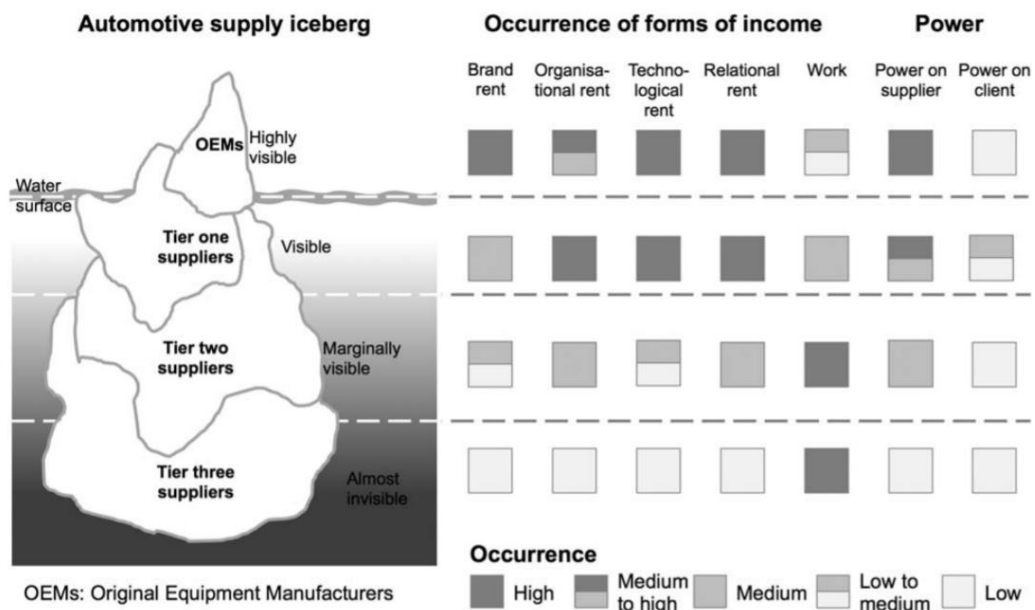 Automotive supply iceberg
Occurrence of forms of income
Power
Brand
rent
Organisa-
tional rent
Techno-
logical
rent
Relational
rent
Work
Power on
supplier
Power on
client
OEMs
Highly
visible
Water
surface
Tier one
suppliers
Visible
Tier two
suppliers
Marginally
visible
Tier three
suppliers
Almost
invisible
OEMs: Original Equipment Manufacturers
Occurrence
High
Medium
to high
Medium
Low to
medium
Low